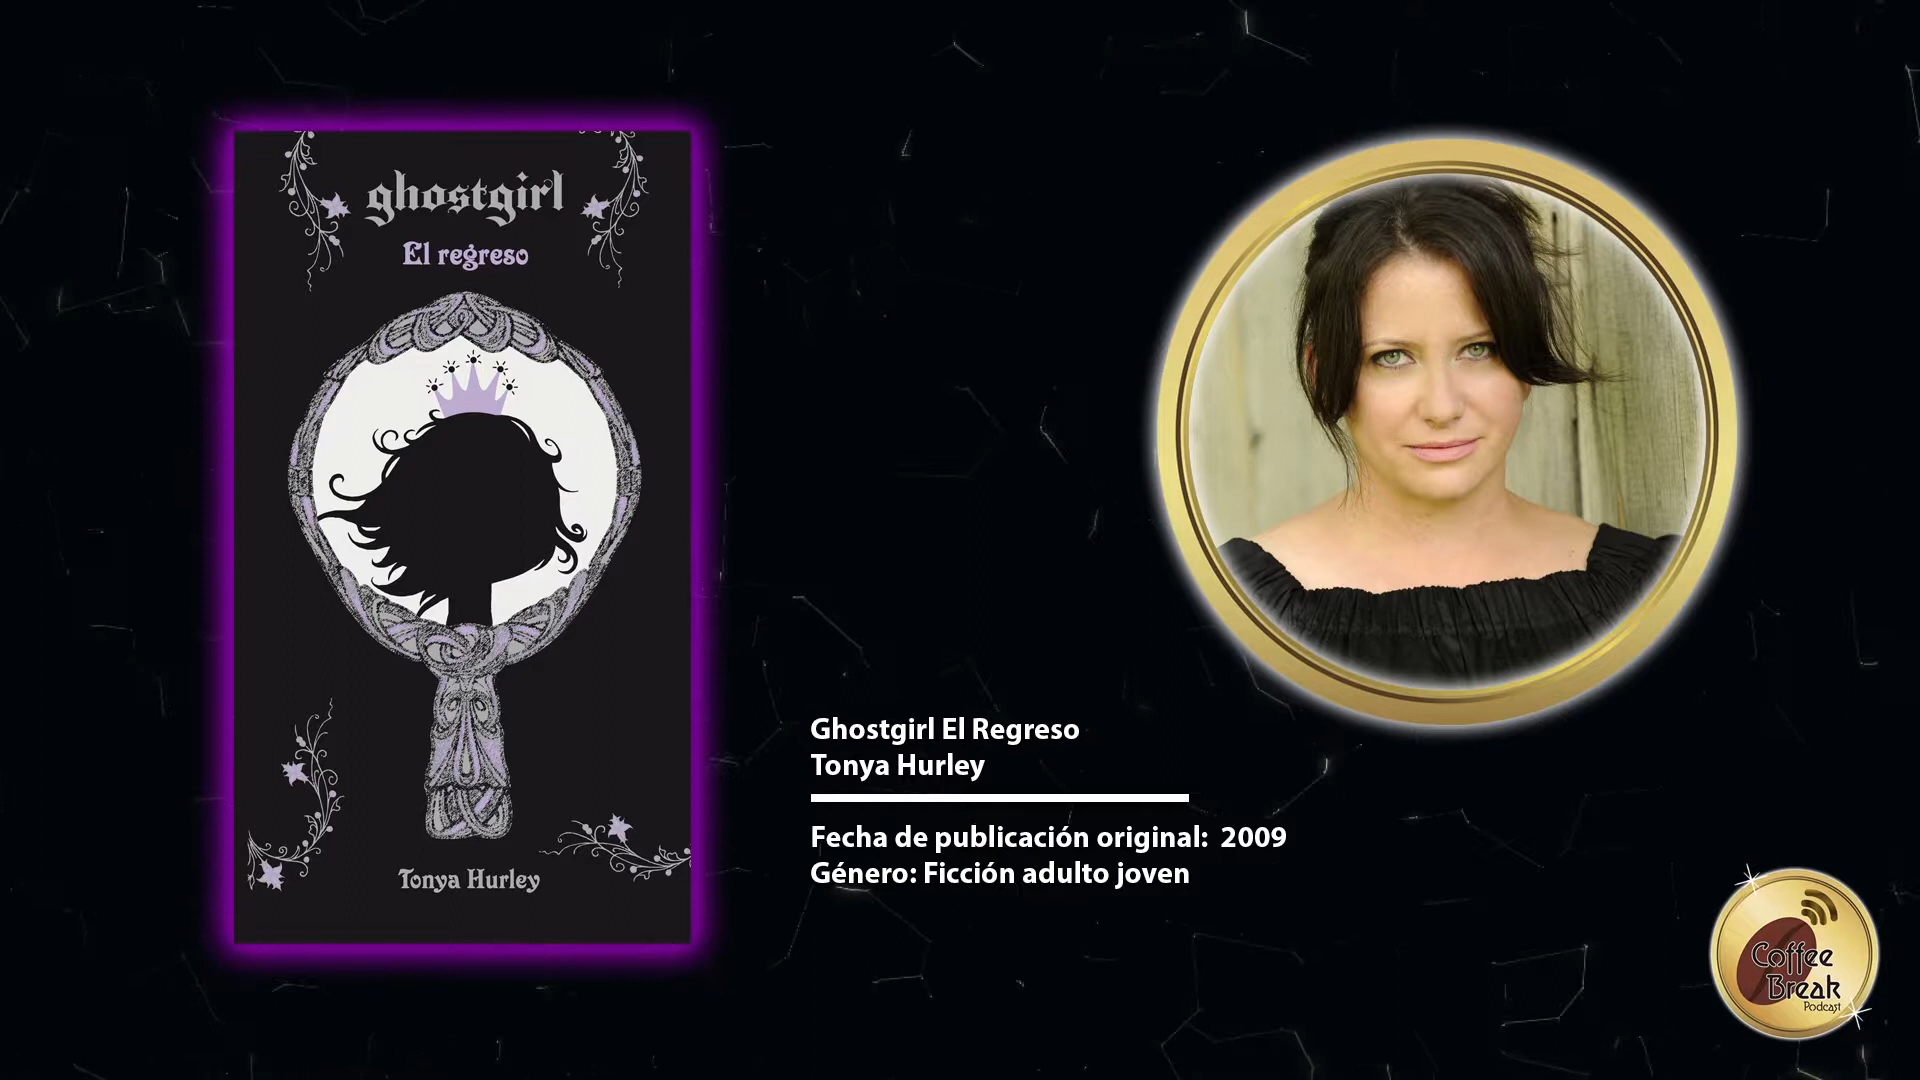 ghostgirl
El regreso
Tonya Hurley
Ghostgirl El Regreso
Tonya Hurley
Fecha de publicación original: 2009
Género: Ficción adulto joven
Coffee
Break
Podcast